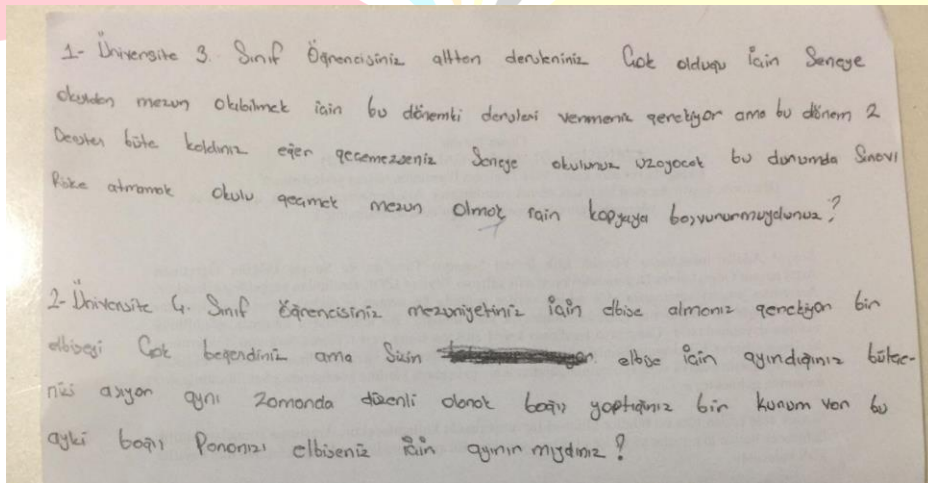 1- Üniversite 3. Sınıf Öğrencisiniz alttan dersleriniz Çok olduğu İçin Seneye
okuldan mezun olabilmek için bu dönemki dersleri vermeniz gerekiyor ama bu dönem 2
Dersten büte kaldınız eğer geçemezseniz Seneye okulunuz uzayacak bu durumda Sınavı
Riske atmamak okulu geçmek mezun olmak için kopyaya başvururmuydunuz?
2- Üniversite 4. Sınıf Öğrencisiniz mezuniyetiniz İçin elbise almanız gerekiyor bir
elbiseyi Çok beğendiniz ama Sizin elbise için ayırdığınız bütçe-
nizi aşıyor aynı zamanda düzenli olarak bağış yaptığınız bir kurum var bu
ayki bağış Paranızı elbiseniz İçin ayırır mıydınız?